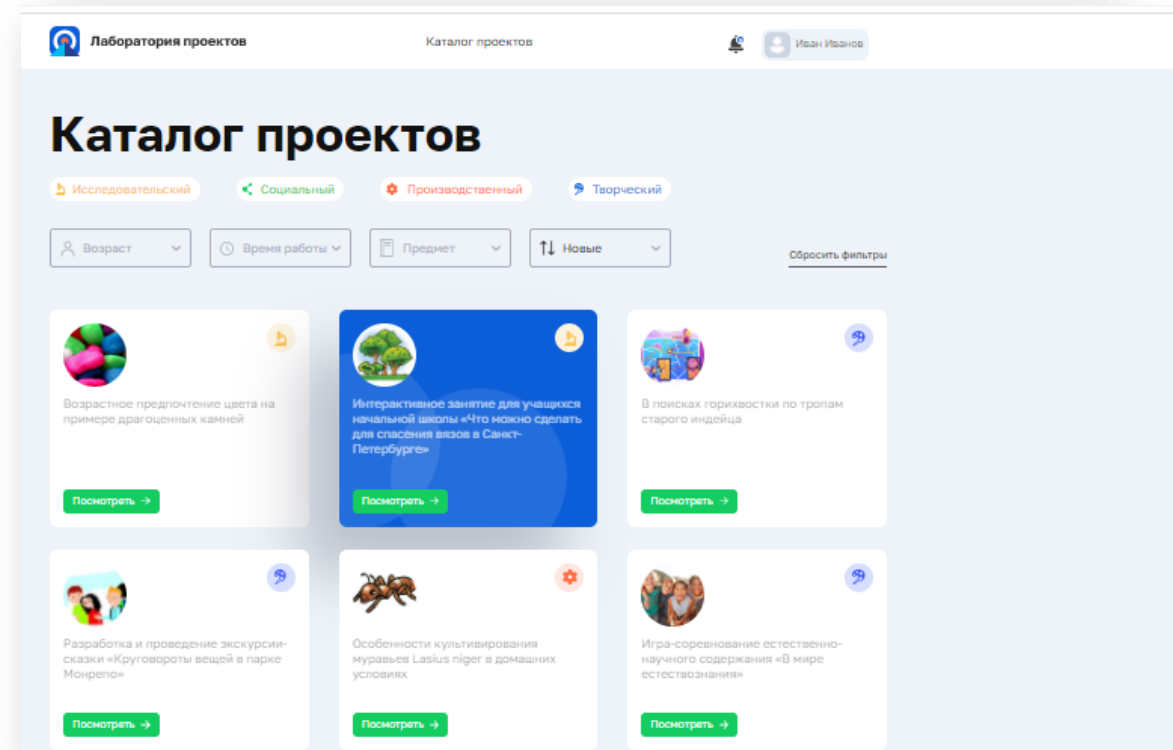 Лаборатория проектов
Каталог проектов
Иван Иванов
Каталог проектов
Исследовательский
Социальный
Производственный
Творческий
Возраст
Время работы
Предмет
Новые
Сбросить фильтры
Возрастное предпочтение цвета на
примере драгоценных камней
Посмотреть →
Интерактивное занятие для учащихся
начальной школы «Что можно сделать
для спасения вязов в Санкт-
Петербурге»
Посмотреть →
В поисках горихвостки по тропам
старого индейца
Посмотреть →
Разработка и проведение экскурсии-
сказки «Круговороты вещей в парке
Монрепо»
Посмотреть →
Особенности культивирования
муравьев Lasius niger в домашних
условиях
Посмотреть →
Игра-соревнование естественно-
научного содержания «В мире
естествознания»
Посмотреть →